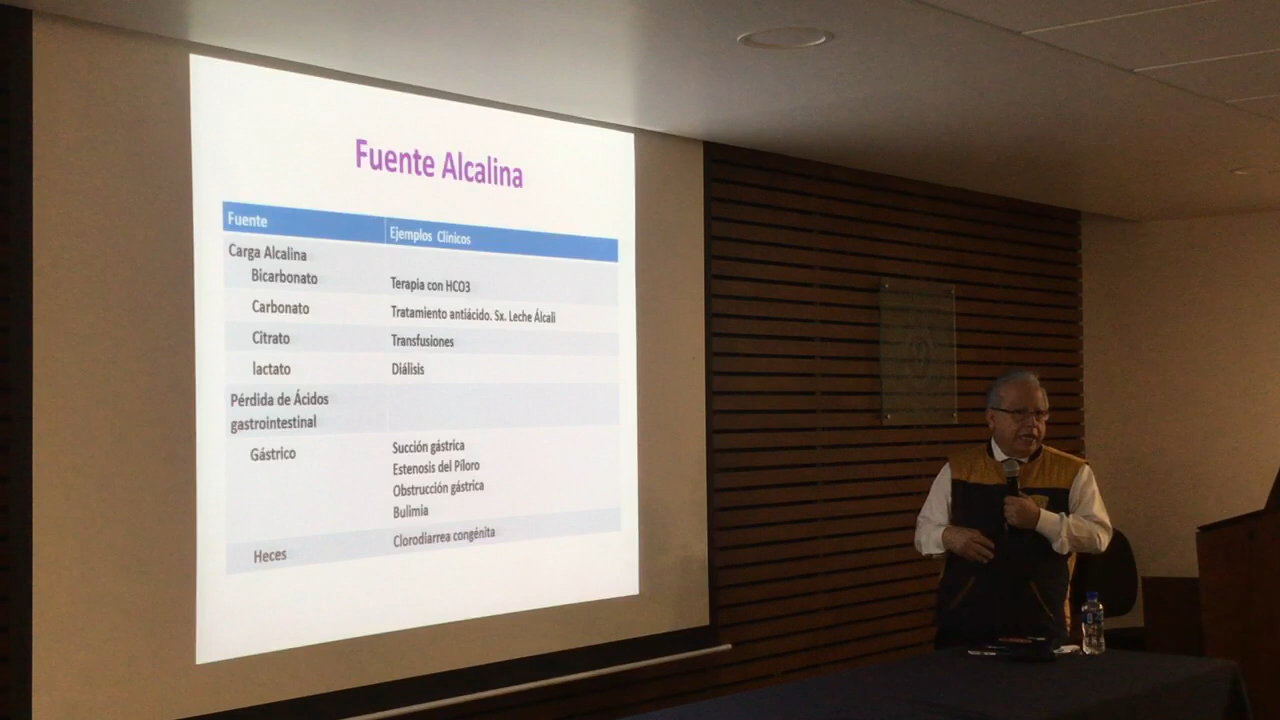 Fuente Alcalina
Fuente Ejemplos Clínicos
Carga Alcalina
Bicarbonato Terapia con HCO3
Carbonato Tratamiento antiácido. Sx. Leche Álcali
Citrato Transfusiones
lactato Diálisis
Pérdida de Ácidos
gastrointestinal
Gástrico Succión gástrica
Estenosis del Píloro
Obstrucción gástrica
Bulimia
Heces Clorodiarrea congénita